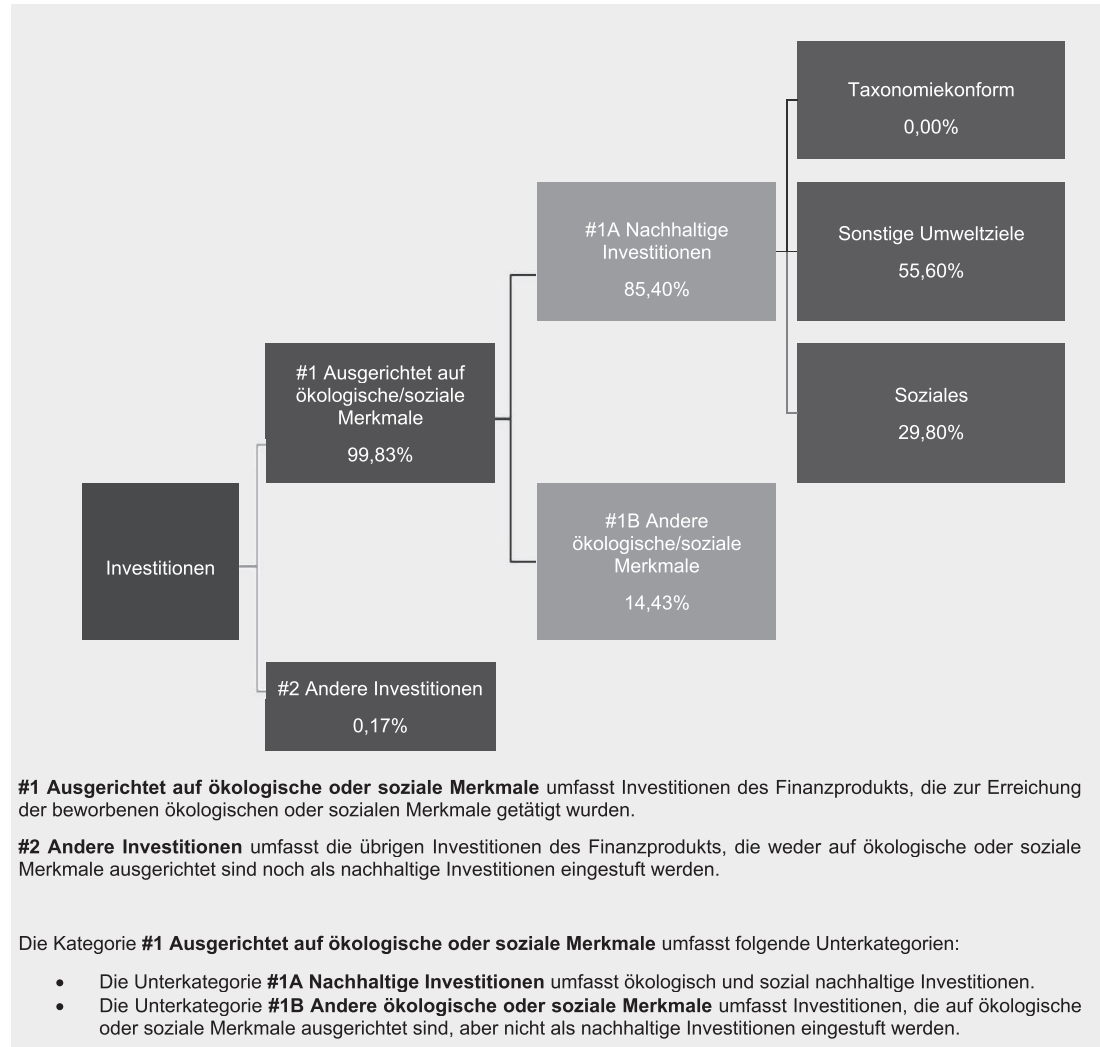 Taxonomiekonform
0,00%
#1A Nachhaltige
Investitionen
85,40%
Sonstige Umweltziele
55,60%
#1 Ausgerichtet auf
ökologische/soziale
Merkmale
99,83%
Soziales
29,80%
Investitionen
#1B Andere
ökologische/soziale
Merkmale
14,43%
#2 Andere Investitionen
0,17%
#1 Ausgerichtet auf ökologische oder soziale Merkmale umfasst Investitionen des Finanzprodukts, die zur Erreichung
der beworbenen ökologischen oder sozialen Merkmale getätigt wurden.
#2 Andere Investitionen umfasst die übrigen Investitionen des Finanzprodukts, die weder auf ökologische oder soziale
Merkmale ausgerichtet sind noch als nachhaltige Investitionen eingestuft werden.
Die Kategorie #1 Ausgerichtet auf ökologische oder soziale Merkmale umfasst folgende Unterkategorien:
• Die Unterkategorie #1A Nachhaltige Investitionen umfasst ökologisch und sozial nachhaltige Investitionen.
• Die Unterkategorie #1B Andere ökologische oder soziale Merkmale umfasst Investitionen, die auf ökologische
oder soziale Merkmale ausgerichtet sind, aber nicht als nachhaltige Investitionen eingestuft werden.